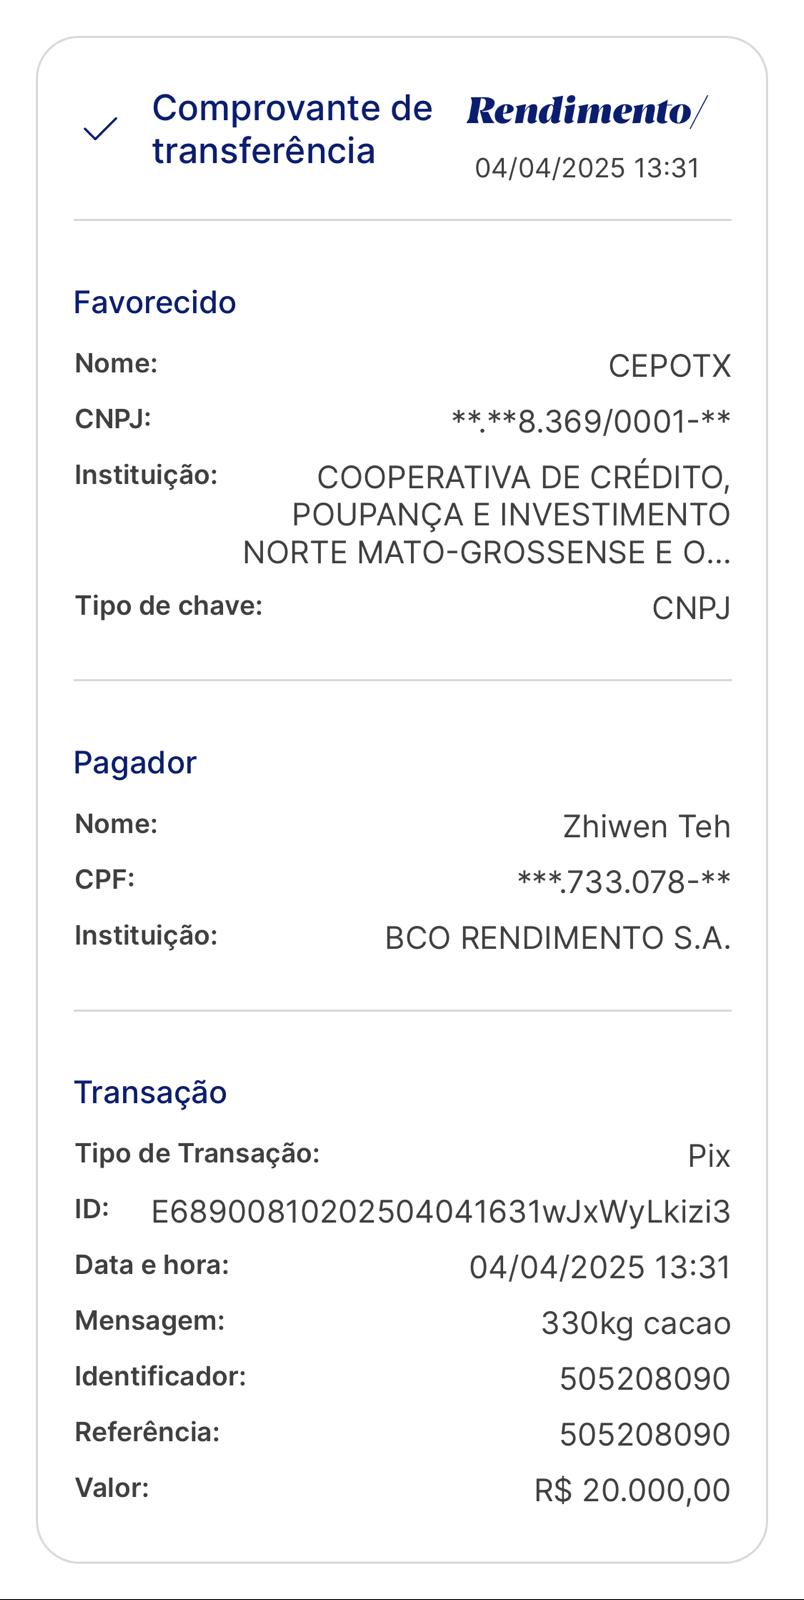 Comprovante de
transferência
Rendimento/
04/04/2025 13:31
Favorecido
Nome: CEPOTX
CNPJ: **.**8.369/0001-**
Instituição: COOPERATIVA DE CRÉDITO,
POUPANÇA E INVESTIMENTO
NORTE MATO-GROSSENSE E O...
Tipo de chave: CNPJ
Pagador
Nome: Zhiwen Teh
CPF: ***.733.078-**
Instituição: BCO RENDIMENTO S.A.
Transação
Tipo de Transação: Pix
ID: E68900810202504041631wJxWyLkizi3
Data e hora: 04/04/2025 13:31
Mensagem: 330kg cacao
Identificador: 505208090
Referência: 505208090
Valor: R$ 20.000,00